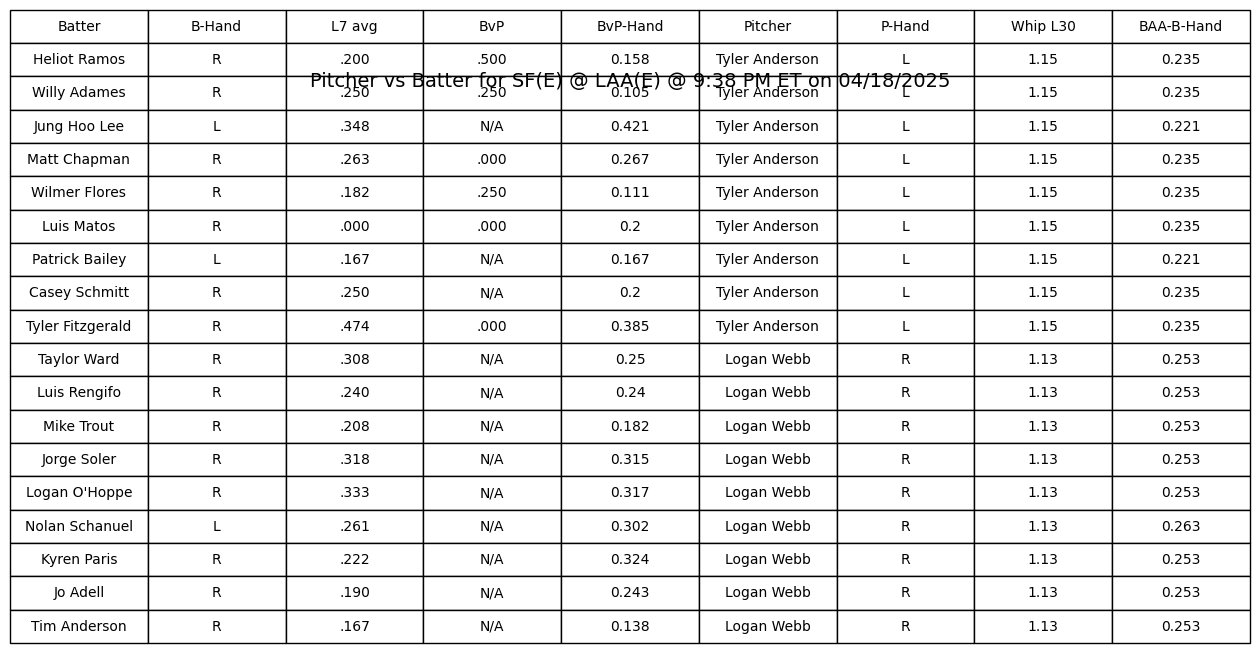 Batter B-Hand L7 avg BvP BvP-Hand Pitcher P-Hand Whip L30 BAA-B-Hand
Heliot Ramos R .200 .500 0.158 Tyler Anderson L 1.15 0.235
Pitcher vs Batter for SF(E) @ LAA(E) @ 9:38 PM ET on 04/18/2025
Willy Adames R .250 .250 0.105 Tyler Anderson L 1.15 0.235
Jung Hoo Lee L .348 N/A 0.421 Tyler Anderson L 1.15 0.221
Matt Chapman R .263 .000 0.267 Tyler Anderson L 1.15 0.235
Wilmer Flores R .182 .250 0.111 Tyler Anderson L 1.15 0.235
Luis Matos R .000 .000 0.2 Tyler Anderson L 1.15 0.235
Patrick Bailey L .167 N/A 0.167 Tyler Anderson L 1.15 0.221
Casey Schmitt R .250 N/A 0.2 Tyler Anderson L 1.15 0.235
Tyler Fitzgerald R .474 .000 0.385 Tyler Anderson L 1.15 0.235
Taylor Ward R .308 N/A 0.25 Logan Webb R 1.13 0.253
Luis Rengifo R .240 N/A 0.24 Logan Webb R 1.13 0.253
Mike Trout R .208 N/A 0.182 Logan Webb R 1.13 0.253
Jorge Soler R .318 N/A 0.315 Logan Webb R 1.13 0.253
Logan O'Hoppe R .333 N/A 0.317 Logan Webb R 1.13 0.253
Nolan Schanuel L .261 N/A 0.302 Logan Webb R 1.13 0.263
Kyren Paris R .222 N/A 0.324 Logan Webb R 1.13 0.253
Jo Adell R .190 N/A 0.243 Logan Webb R 1.13 0.253
Tim Anderson R .167 N/A 0.138 Logan Webb R 1.13 0.253